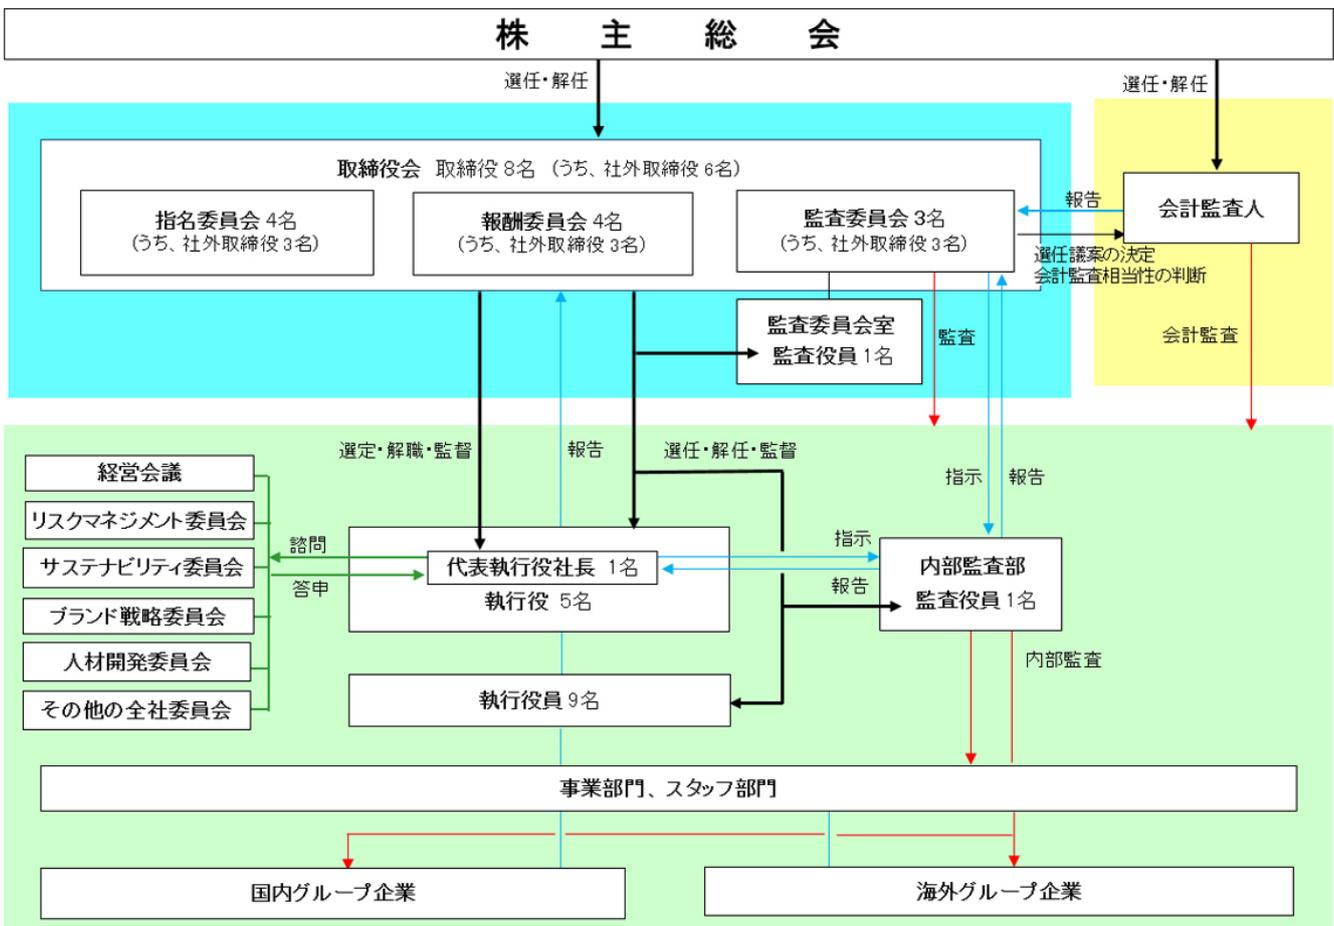 株主総会
選任・解任
選任・解任
取締役会 取締役8名 (うち、社外取締役6名)
指名委員会4名
(うち、社外取締役3名)
報酬委員会4名
(うち、社外取締役3名)
監査委員会3名
(うち、社外取締役3名)
報告
会計監査人
選任議案の決定
会計監査相当性の判断
監査委員会室
監査役員1名
監査
会計監査
選定・解職・監督
報告
選任・解任・監督
指示
報告
経営会議
リスクマネジメント委員会
サステナビリティ委員会
ブランド戦略委員会
人材開発委員会
その他の全社委員会
諮問
答申
代表執行役社長 1名
執行役 5名
指示
報告
内部監査部
監査役員1名
内部監査
執行役員9名
事業部門、スタッフ部門
国内グループ企業
海外グループ企業